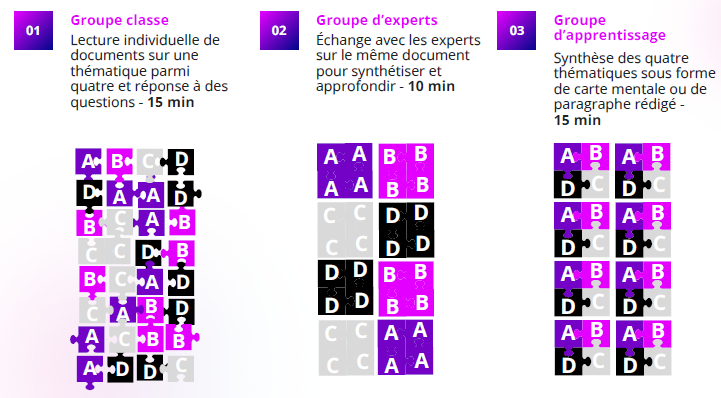 01
Groupe classe
Lecture individuelle de
documents sur une
thématique parmi
quatre et réponse à des
questions - 15 min
A B C D
D A A D
B C A B
C C D B
B C A D
C A B D
A C B B
A D D C
02
Groupe d'experts
Échange avec les experts
sur le même document
pour synthétiser et
approfondir - 10 min
A A B B
A A B B
C C D D
C C D D
D D B B
D D B B
C C A A
C C A A
03
Groupe
d'apprentissage
Synthèse des quatre
thématiques sous forme
de carte mentale ou de
paragraphe rédigé -
15 min
A B A B
D C D C
A B A B
D C D C
A B A B
D C D C
A B A B
D C D C